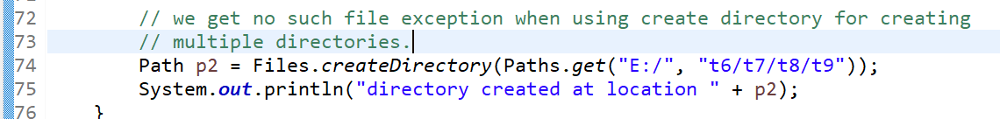 72 // we get no such file exception when using create directory for creating
73 // multiple directories.
74 Path p2 = Files.createDirectory(Paths.get("E:/", "t6/t7/t8/t9"));
75 System.out.println("directory created at location " + p2);
76 }